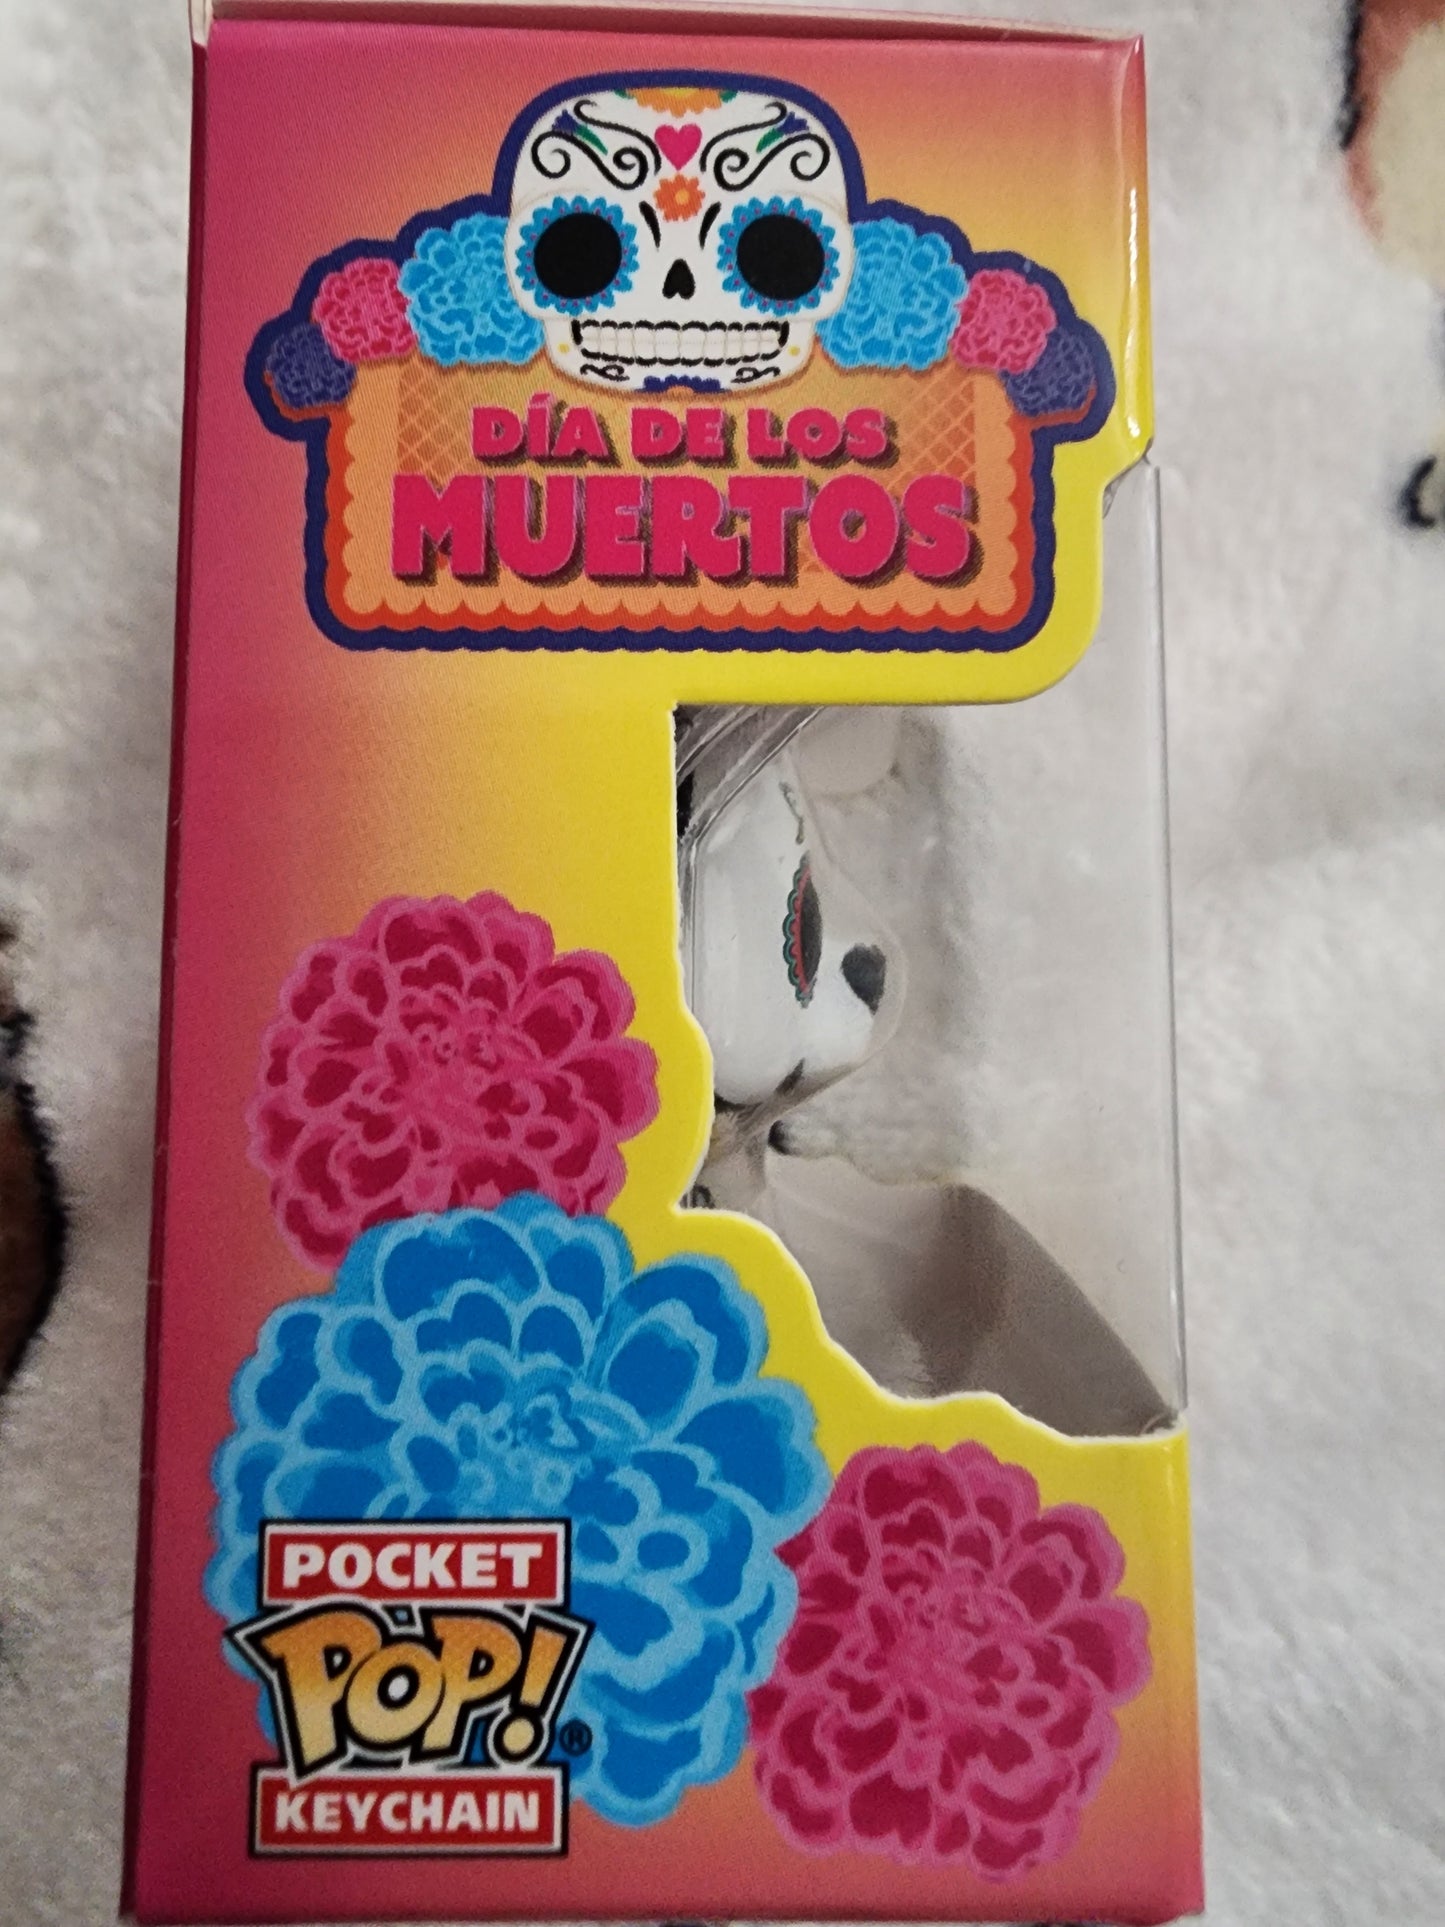 DÍA DE LOS
MUERTOS
POCKET
POP!®
KEYCHAIN